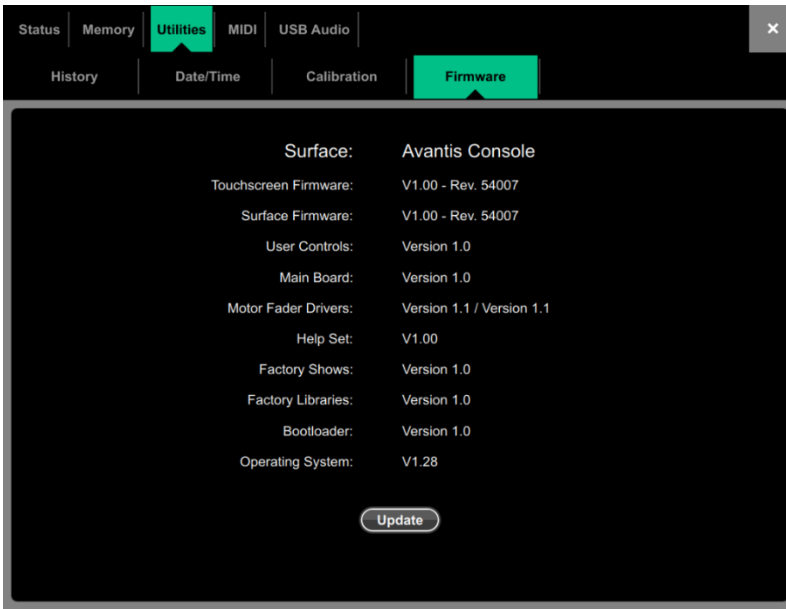 Status Memory Utilities MIDI USB Audio ×
History Date/Time Calibration Firmware
Surface: Avantis Console
Touchscreen Firmware: V1.00 - Rev. 54007
Surface Firmware: V1.00 - Rev. 54007
User Controls: Version 1.0
Main Board: Version 1.0
Motor Fader Drivers: Version 1.1 / Version 1.1
Help Set: V1.00
Factory Shows: Version 1.0
Factory Libraries: Version 1.0
Bootloader: Version 1.0
Operating System: V1.28
Update